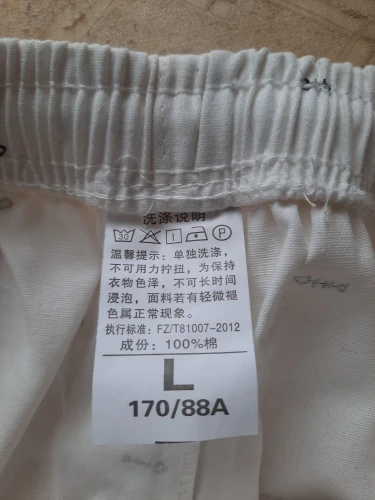 洗涤说明
30 P
温馨提示：单独洗涤，
不可用力拧扭，为保持
衣物色泽，不可长时间
浸泡，面料若有轻微褪
色属正常现象。
执行标准：FZ/T81007-2012
成份：100%棉
L
170/88A